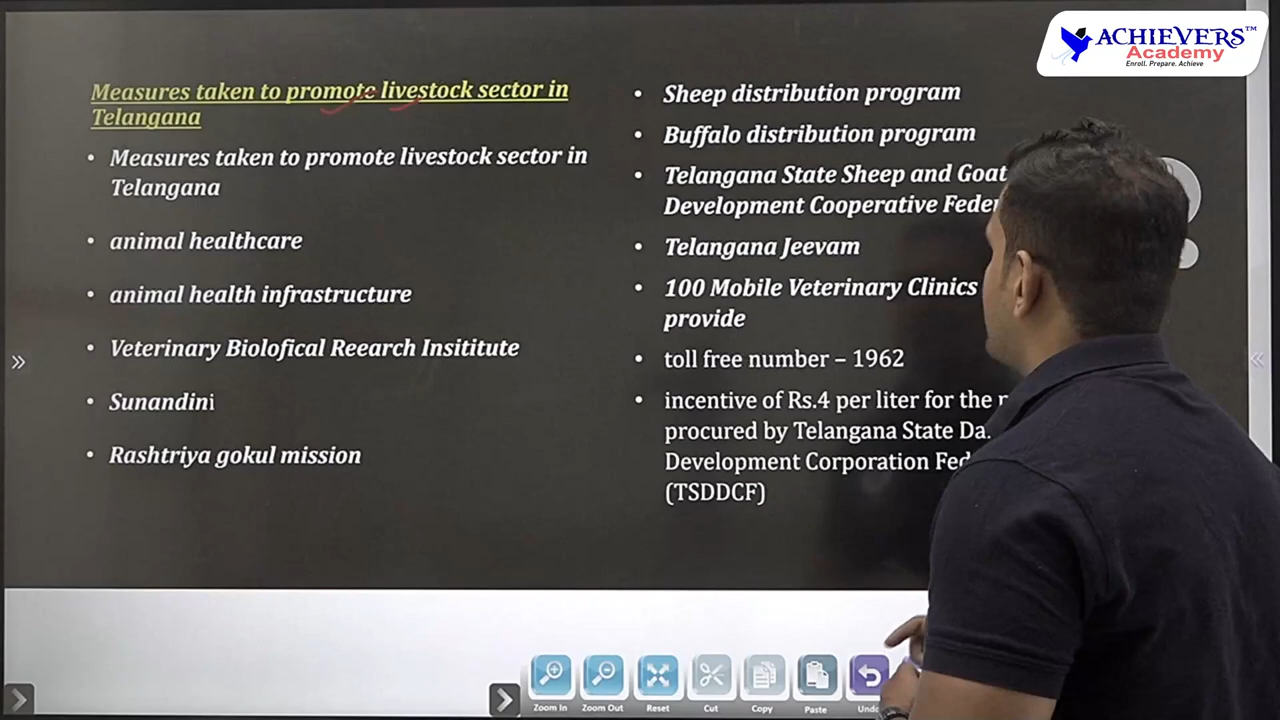 ACHIEVERS™
Academy
Enroll. Prepare. Achieve
Measures taken to promote livestock sector in
Telangana
• Measures taken to promote livestock sector in
Telangana
• animal healthcare
• animal health infrastructure
• Veterinary Biolofical Reearch Insititute
• Sunandini
• Rashtriya gokul mission
• Sheep distribution program
• Buffalo distribution program
• Telangana State Sheep and Goat
Development Cooperative
• Telangana Jeevam
• 100 Mobile Veterinary Clinics
provide
• toll free number – 1962
• incentive of Rs.4 per liter for the
procured by Telangana State
Development Corporation
(TSDDCF)
Zoom In Zoom Out Reset Cut Copy Paste Undo